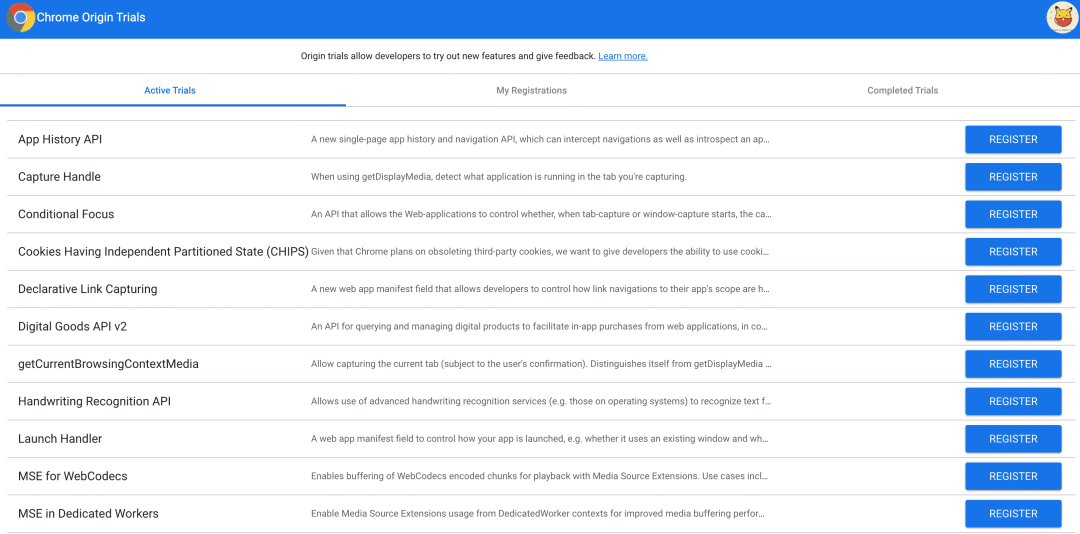 Chrome Origin Trials
Origin trials allow developers to try out new features and give feedback. Learn more.
Active Trials My Registrations Completed Trials
App History API A new single-page app history and navigation API, which can intercept navigations as well as introspect an ap... REGISTER
Capture Handle When using getDisplayMedia, detect what application is running in the tab you're capturing. REGISTER
Conditional Focus An API that allows the Web-applications to control whether, when tab-capture or window-capture starts, the ca... REGISTER
Cookies Having Independent Partitioned State (CHIPS) Given that Chrome plans on obsoleting third-party cookies, we want to give developers the ability to use cooki... REGISTER
Declarative Link Capturing A new web app manifest field that allows developers to control how link navigations to their app's scope are h... REGISTER
Digital Goods API v2 An API for querying and managing digital products to facilitate in-app purchases from web applications, in co... REGISTER
getCurrentBrowsingContextMedia Allow capturing the current tab (subject to the user's confirmation). Distinguishes itself from getDisplayMedia ... REGISTER
Handwriting Recognition API Allows use of advanced handwriting recognition services (e.g. those on operating systems) to recognize text f... REGISTER
Launch Handler A web app manifest field to control how your app is launched, e.g. whether it uses an existing window and wh... REGISTER
MSE for WebCodecs Enables buffering of WebCodecs encoded chunks for playback with Media Source Extensions. Use cases incl... REGISTER
MSE in Dedicated Workers Enable Media Source Extensions usage from DedicatedWorker contexts for improved media buffering perfor... REGISTER